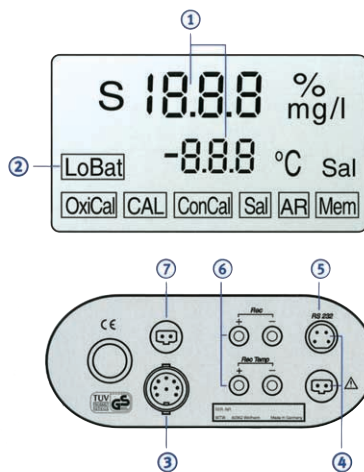 ①
S 18.8.8 %
mg/l
② LoBat -8.8.8 °C Sal
OxiCal CAL ConCal Sal AR Mem
⑦ ⑥ ⑤
CE Rec RS 232
+ −
Rec Temp
+ −
TÜV GS
Made in Germany
③ ④